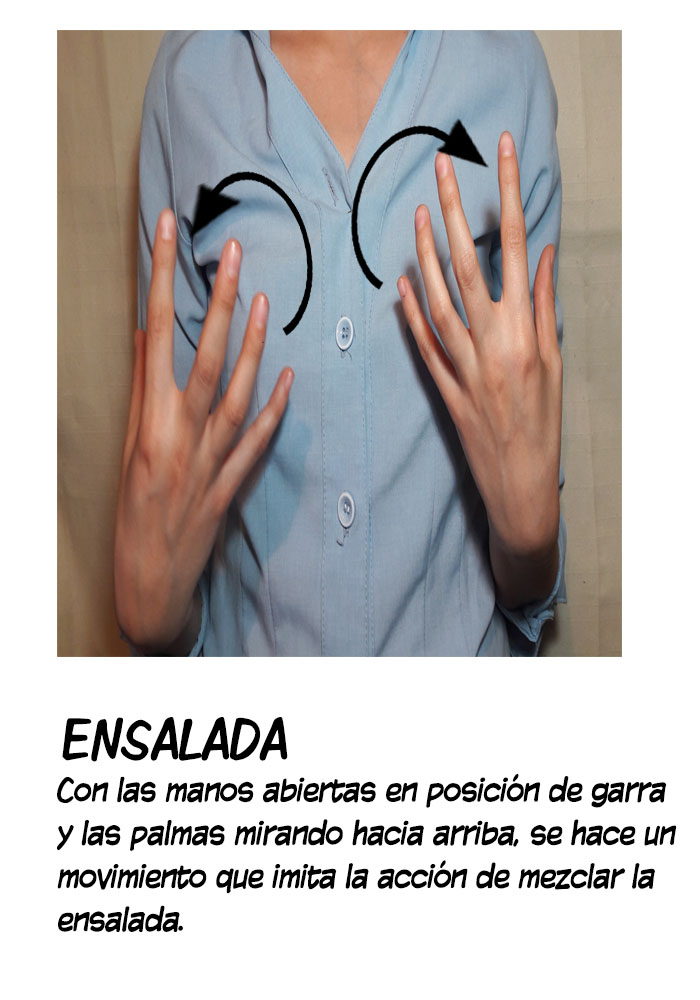 ENSALADA
Con las manos abiertas en posición de garra
y las palmas mirando hacia arriba, se hace un
movimiento que imita la acción de mezclar la
ensalada.